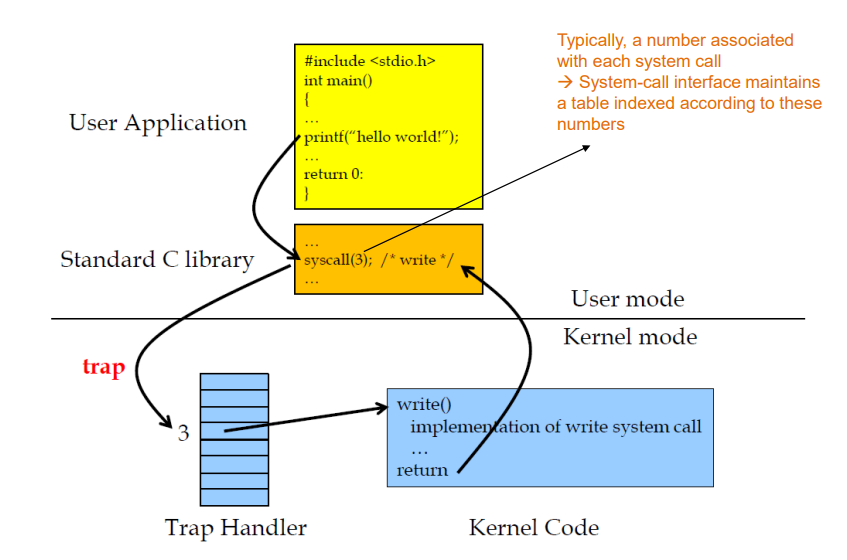 Typically, a number associated
with each system call
→ System-call interface maintains
a table indexed according to these
numbers
User Application
#include <stdio.h>
int main()
{
…
printf(“hello world!”);
…
return 0:
}
Standard C library
…
syscall(3); /* write */
…
User mode
Kernel mode
trap
3
write()
implementation of write system call
…
return
Trap Handler
Kernel Code